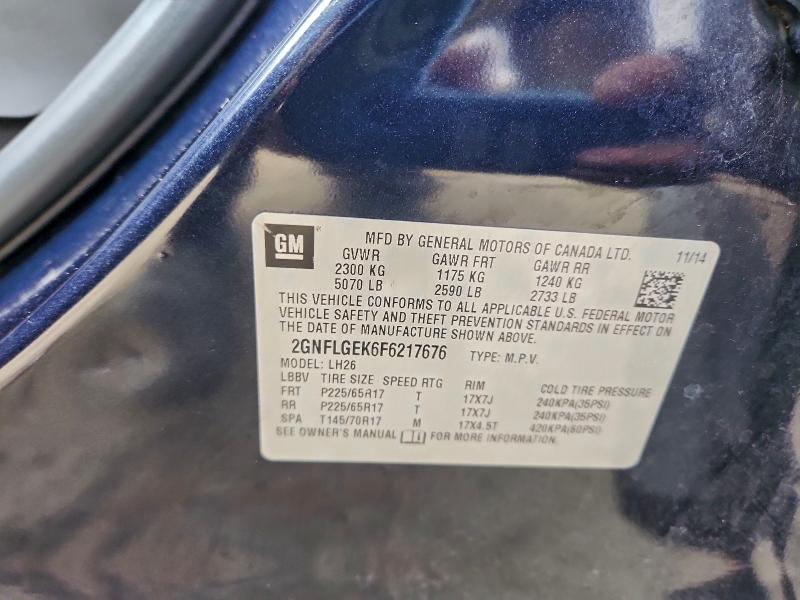 GM
MFD BY GENERAL MOTORS OF CANADA LTD. 11/14
GVWR GAWR FRT GAWR RR
2300 KG 1175 KG 1240 KG
5070 LB 2590 LB 2733 LB
THIS VEHICLE CONFORMS TO ALL APPLICABLE U.S. FEDERAL MOTOR
VEHICLE SAFETY AND THEFT PREVENTION STANDARDS IN EFFECT ON
THE DATE OF MANUFACTURE SHOWN ABOVE.
2GNFLGEK6F6217676 TYPE: M.P.V.
MODEL: LH26
LBBV TIRE SIZE SPEED RTG RIM COLD TIRE PRESSURE
FRT P225/65R17 T 17X7J 240KPA(35PSI)
RR P225/65R17 T 17X7J 240KPA(35PSI)
SPA T145/70R17 M 17X4.5T 420KPA(60PSI)
SEE OWNER'S MANUAL FOR MORE INFORMATION.